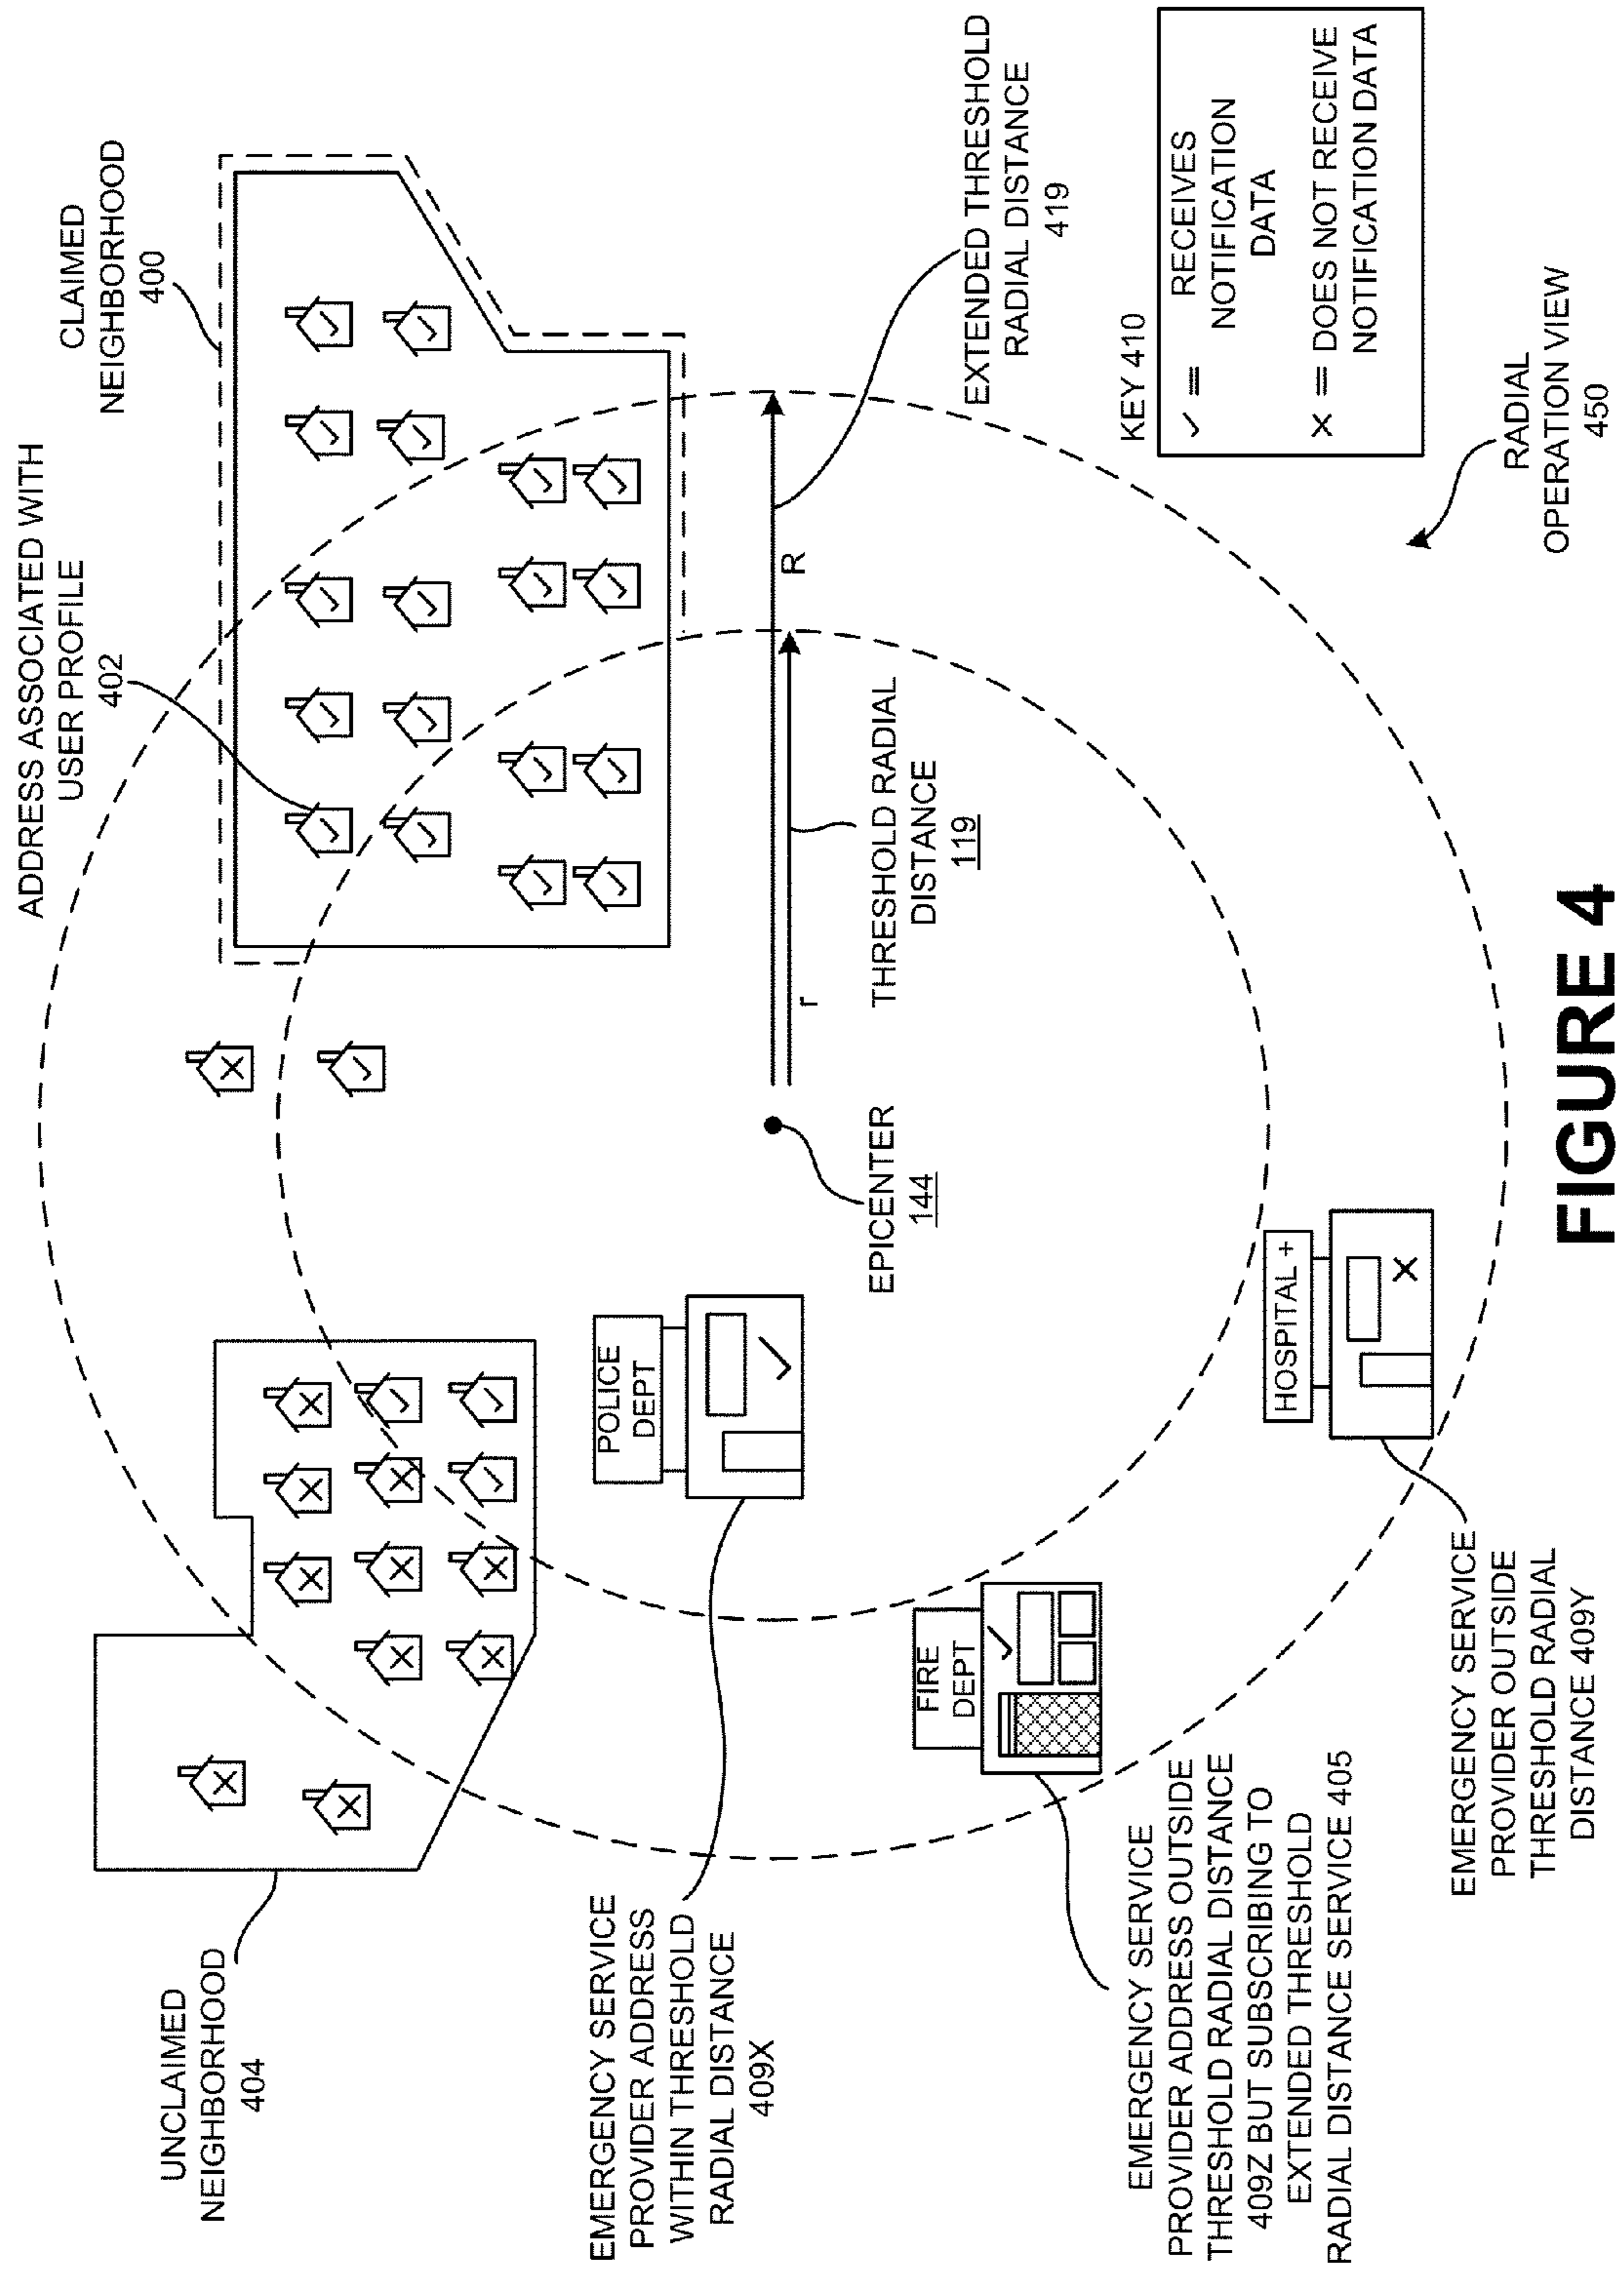 ADDRESS ASSOCIATED WITH
USER PROFILE
402
CLAIMED
NEIGHBORHOOD
400
UNCLAIMED
NEIGHBORHOOD
404
POLICE
DEPT
EMERGENCY SERVICE
PROVIDER ADDRESS
WITHIN THRESHOLD
RADIAL DISTANCE
409X
EPICENTER
144
r
R
THRESHOLD RADIAL
DISTANCE
119
EXTENDED THRESHOLD
RADIAL DISTANCE
419
FIRE
DEPT
EMERGENCY SERVICE
PROVIDER ADDRESS OUTSIDE
THRESHOLD RADIAL DISTANCE
409Z BUT SUBSCRIBING TO
EXTENDED THRESHOLD
RADIAL DISTANCE SERVICE 405
HOSPITAL +
EMERGENCY SERVICE
PROVIDER OUTSIDE
THRESHOLD RADIAL
DISTANCE 409Y
KEY 410
✓ = RECEIVES
NOTIFICATION
DATA
× = DOES NOT RECEIVE
NOTIFICATION DATA
RADIAL
OPERATION VIEW
450
FIGURE 4